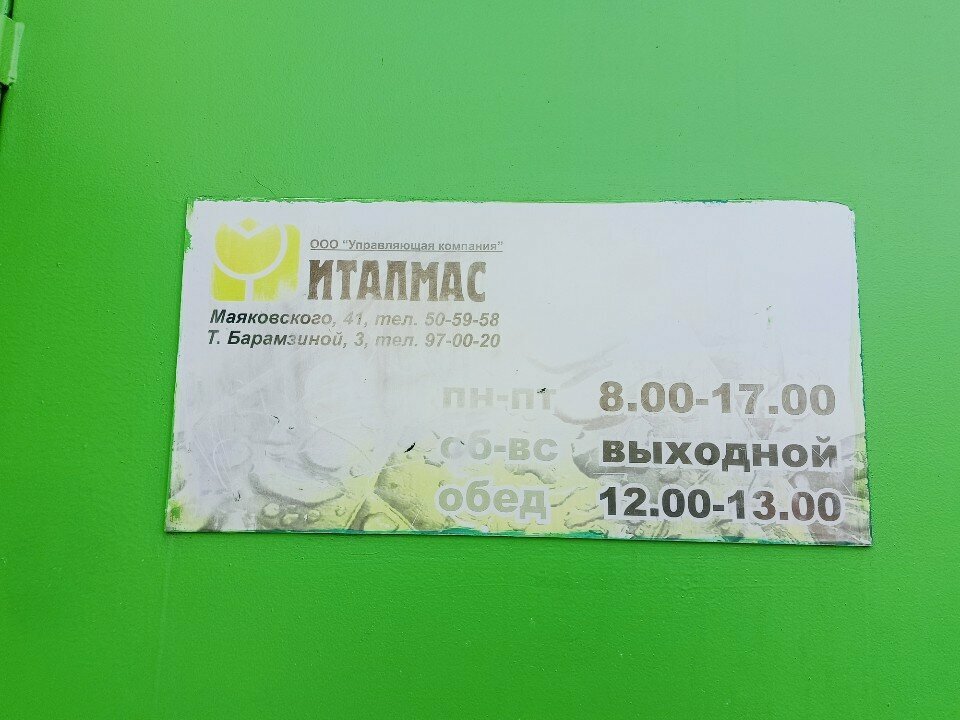 ООО "Управляющая компания"
ИТАЛМАС
Маяковского, 41, тел. 50-59-58
Т. Барамзиной, 3, тел. 97-00-20
пн-пт 8.00-17.00
сб-вс выходной
обед 12.00-13.00